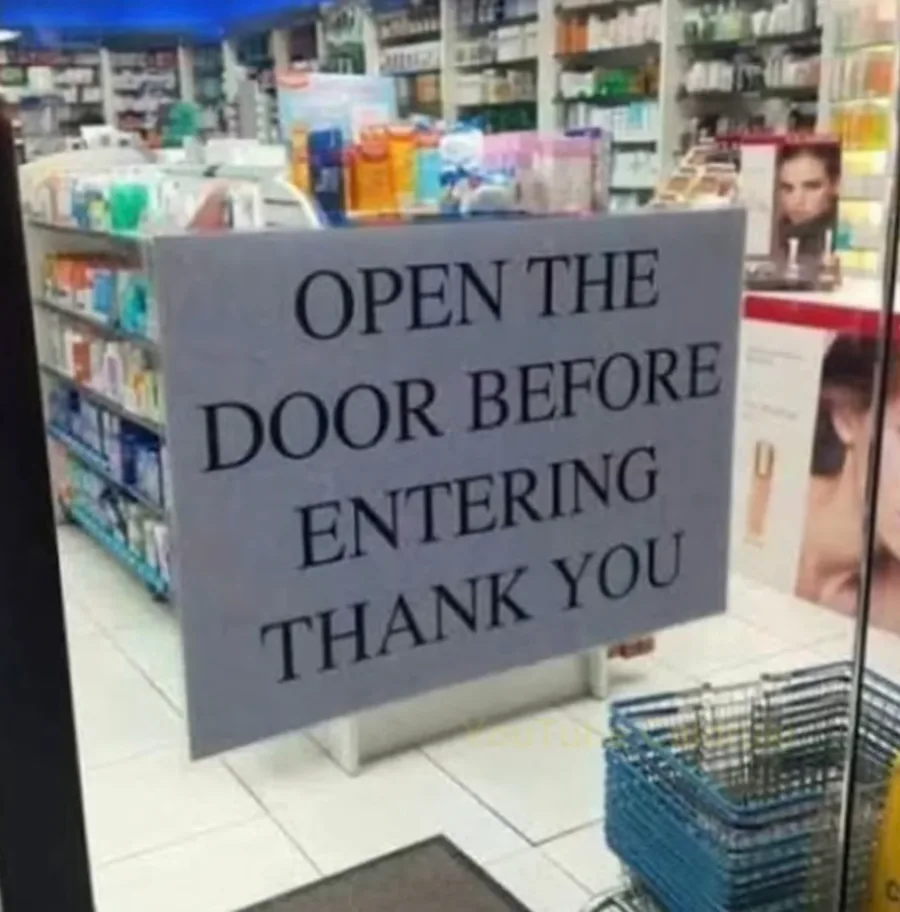 OPEN THE
DOOR BEFORE
ENTERING
THANK YOU